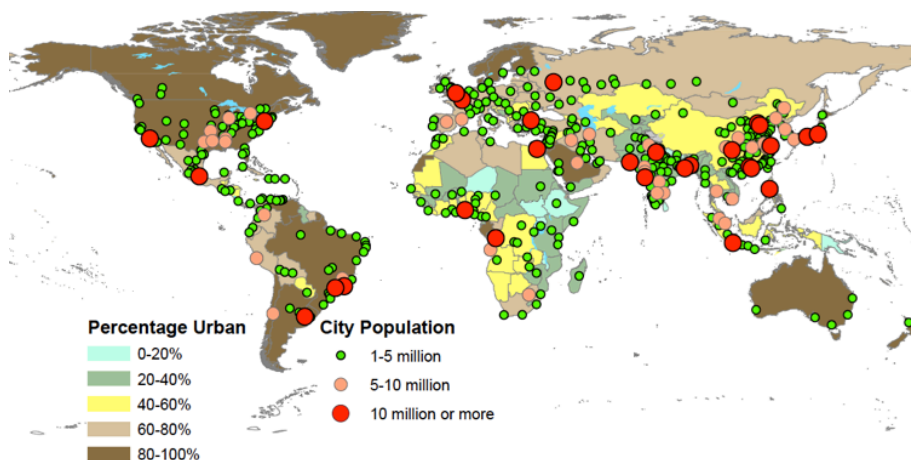 Percentage Urban
0-20%
20-40%
40-60%
60-80%
80-100%
City Population
1-5 million
5-10 million
10 million or more